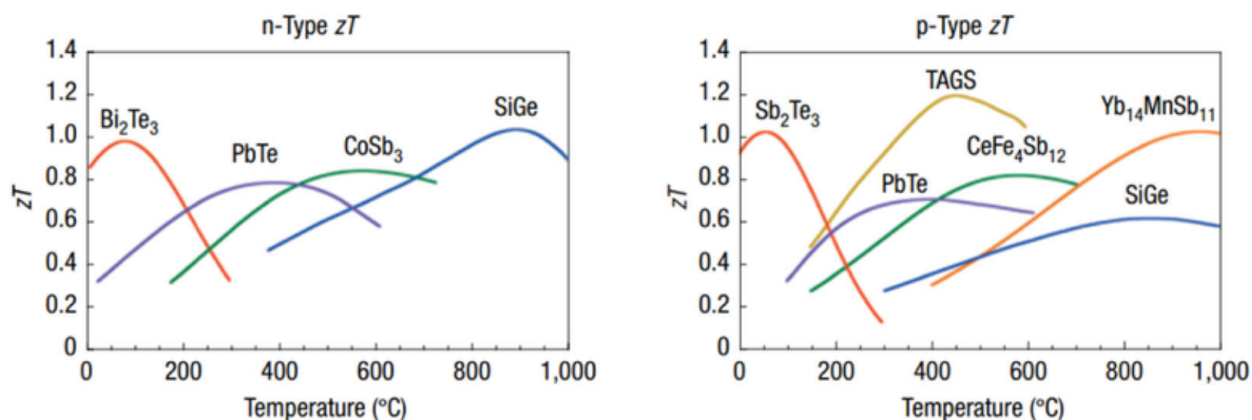 n-Type zT
1.4
1.2
1.0
0.8
0.6
0.4
0.2
0
zT
Bi₂Te₃
PbTe
CoSb₃
SiGe
0 200 400 600 800 1,000
Temperature (°C)
p-Type zT
1.4
1.2
1.0
0.8
0.6
0.4
0.2
0
zT
Sb₂Te₃
TAGS
Yb₁₄MnSb₁₁
CeFe₄Sb₁₂
PbTe
SiGe
0 200 400 600 800 1,000
Temperature (°C)